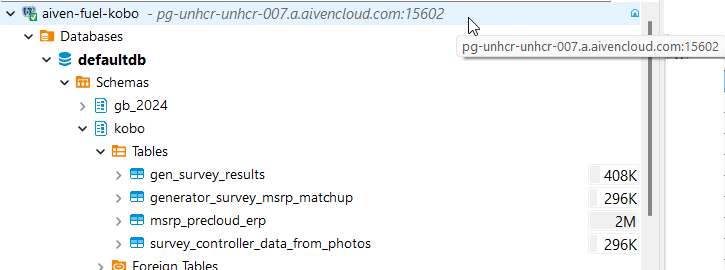 aiven-fuel-kobo - pg-unhcr-unhcr-007.a.aivencloud.com:15602
Databases
pg-unhcr-unhcr-007.a.aivencloud.com:15602
defaultdb
Schemas
gb_2024
kobo
Tables
gen_survey_results 408K
generator_survey_msrp_matchup 296K
msrp_precloud_erp 2M
survey_controller_data_from_photos 296K
Foreign Tables